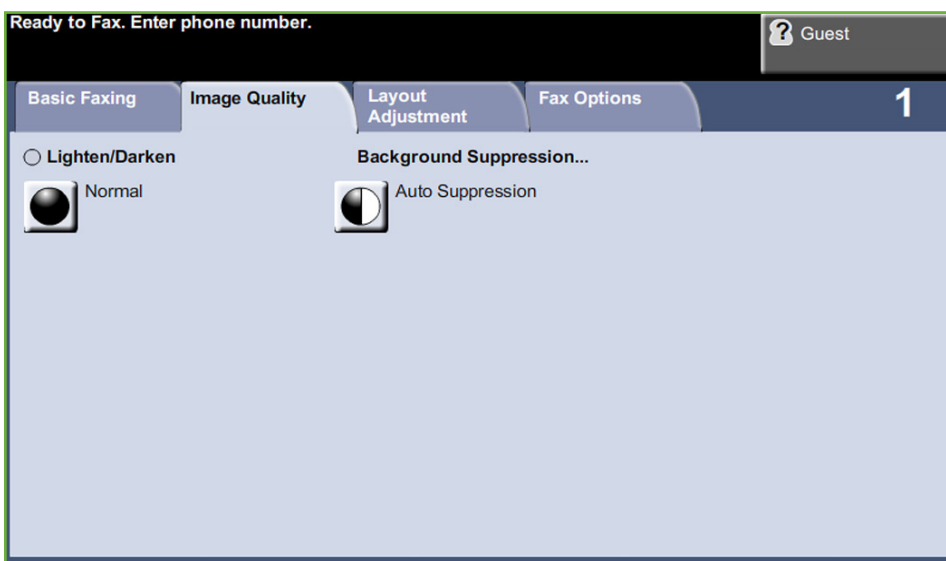 Ready to Fax. Enter phone number.
? Guest
Basic Faxing
Image Quality
Layout
Adjustment
Fax Options
1
Lighten/Darken
Background Suppression...
Normal
Auto Suppression